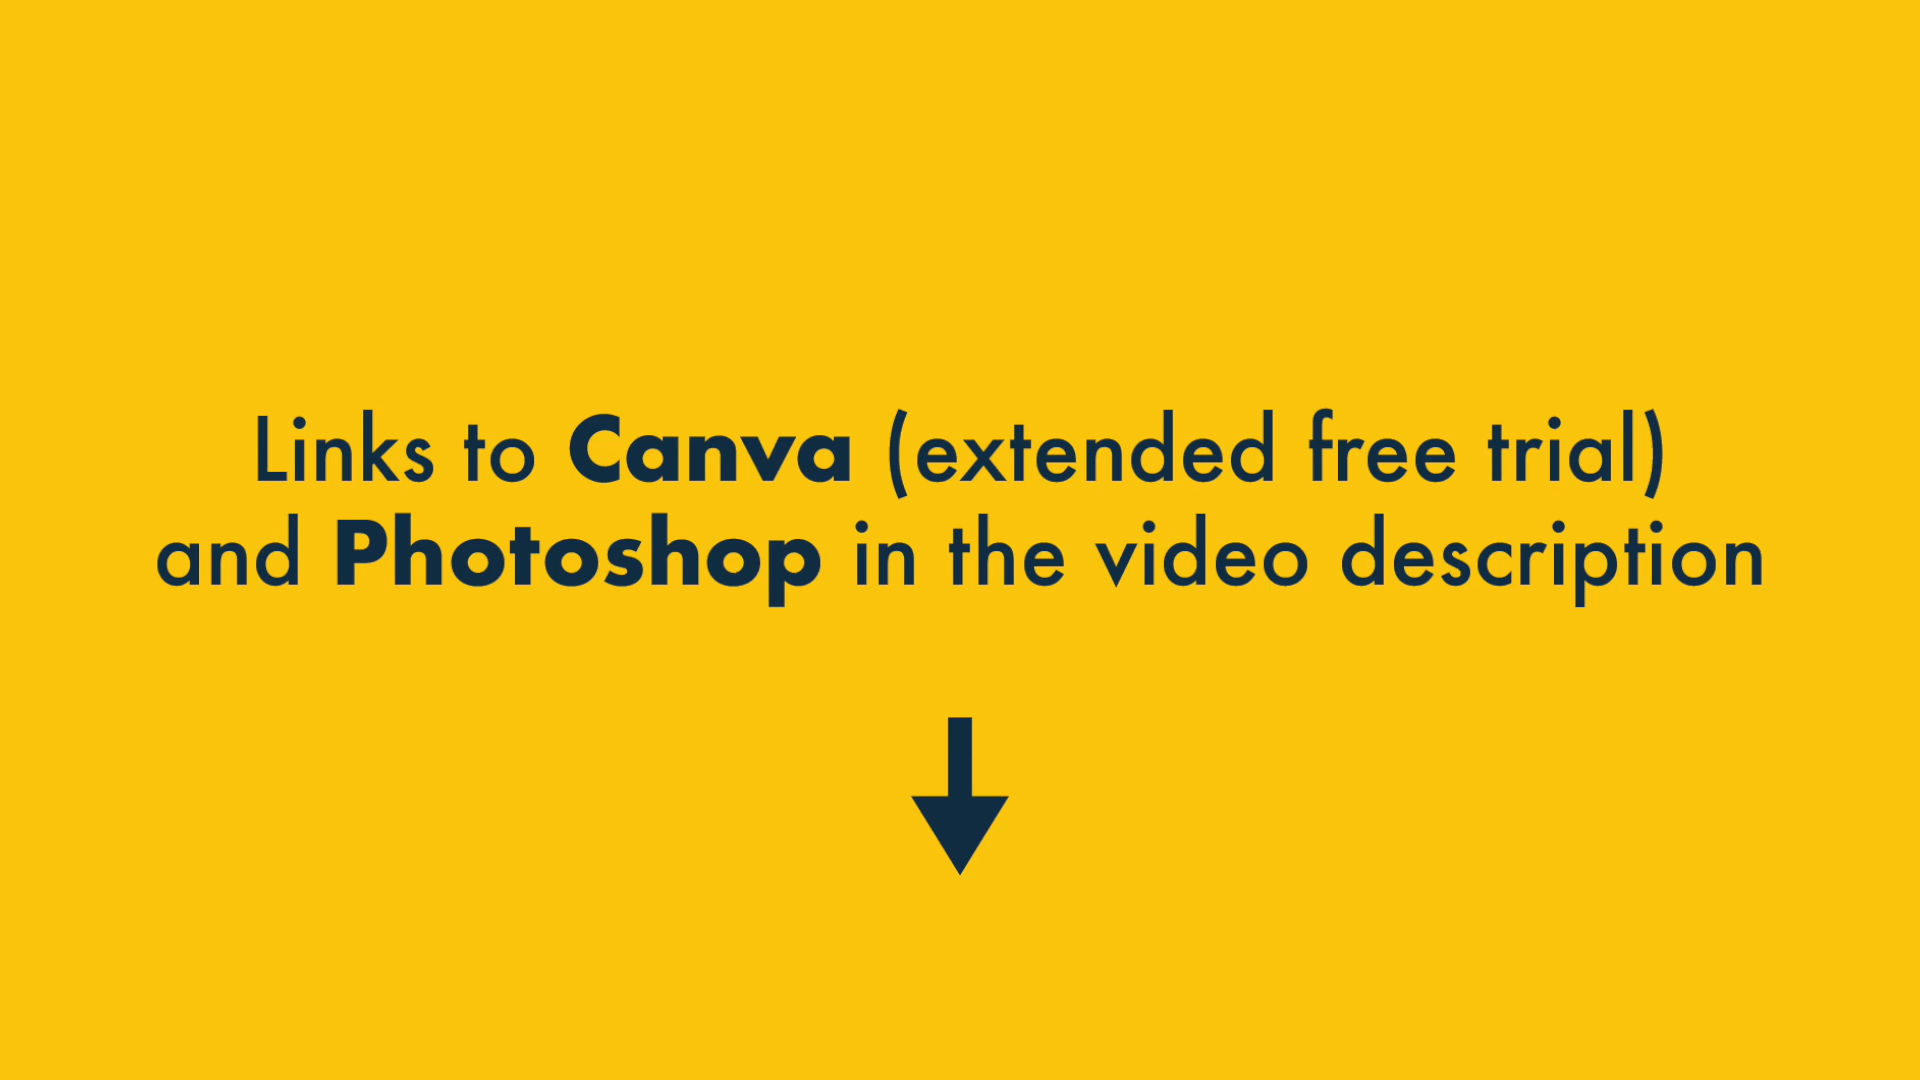 Links to Canva (extended free trial)
and Photoshop in the video description